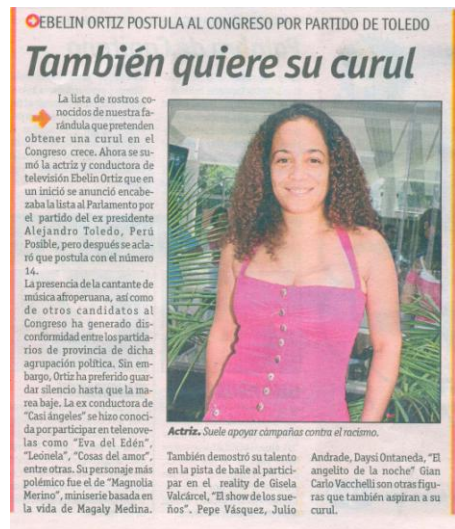 EBELIN ORTIZ POSTULA AL CONGRESO POR PARTIDO DE TOLEDO
También quiere su curul
La lista de rostros co-
nocidos de nuestra fa-
rándula que pretenden
obtener una curul en el
Congreso crece. Ahora se su-
mó la actriz y conductora de
televisión Ebelin Ortiz que en
un inició se anunció encabe-
zaba la lista al Parlamento por
el partido del ex presidente
Alejandro Toledo, Perú
Posible, pero después se acla-
ró que postula con el número
14.
La presencia de la cantante de
música afroperuana, así como
de otros candidatos al
Congreso ha generado dis-
conformidad entre los partida-
rios de provincia de dicha
agrupación política. Sin em-
bargo, Ortiz ha preferido guar-
dar silencio hasta que la ma-
rea baje. La ex conductora de
"Casi ángeles" se hizo conoci-
da por participar en telenove-
las como "Eva del Edén",
"Leonela", "Cosas del amor",
entre otras. Su personaje más
polémico fue el de "Magnolia
Merino", miniserie basada en
la vida de Magaly Medina.
Actriz. Suele apoyar campañas contra el racismo.
También demostró su talento
en la pista de baile al partici-
par en el reality de Gisela
Valcárcel, "El show de los sue-
ños". Pepe Vásquez, Julio
Andrade, Daysi Ontaneda, "El
angelito de la noche" Gian
Carlo Vacchelli son otras figu-
ras que también aspiran a su
curul.